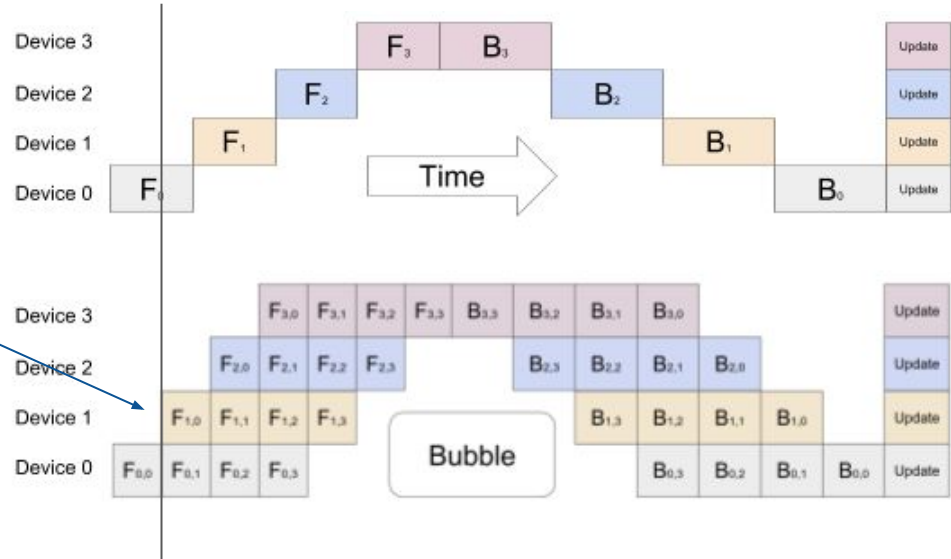 Device 3 F₃ B₃ Update
Device 2 F₂ B₂ Update
Device 1 F₁ B₁ Update
Time
Device 0 F₀ B₀ Update
Device 3 F₃,₀ F₃,₁ F₃,₂ F₃,₃ B₃,₃ B₃,₂ B₃,₁ B₃,₀ Update
Device 2 F₂,₀ F₂,₁ F₂,₂ F₂,₃ B₂,₃ B₂,₂ B₂,₁ B₂,₀ Update
Device 1 F₁,₀ F₁,₁ F₁,₂ F₁,₃ B₁,₃ B₁,₂ B₁,₁ B₁,₀ Update
Bubble
Device 0 F₀,₀ F₀,₁ F₀,₂ F₀,₃ B₀,₃ B₀,₂ B₀,₁ B₀,₀ Update